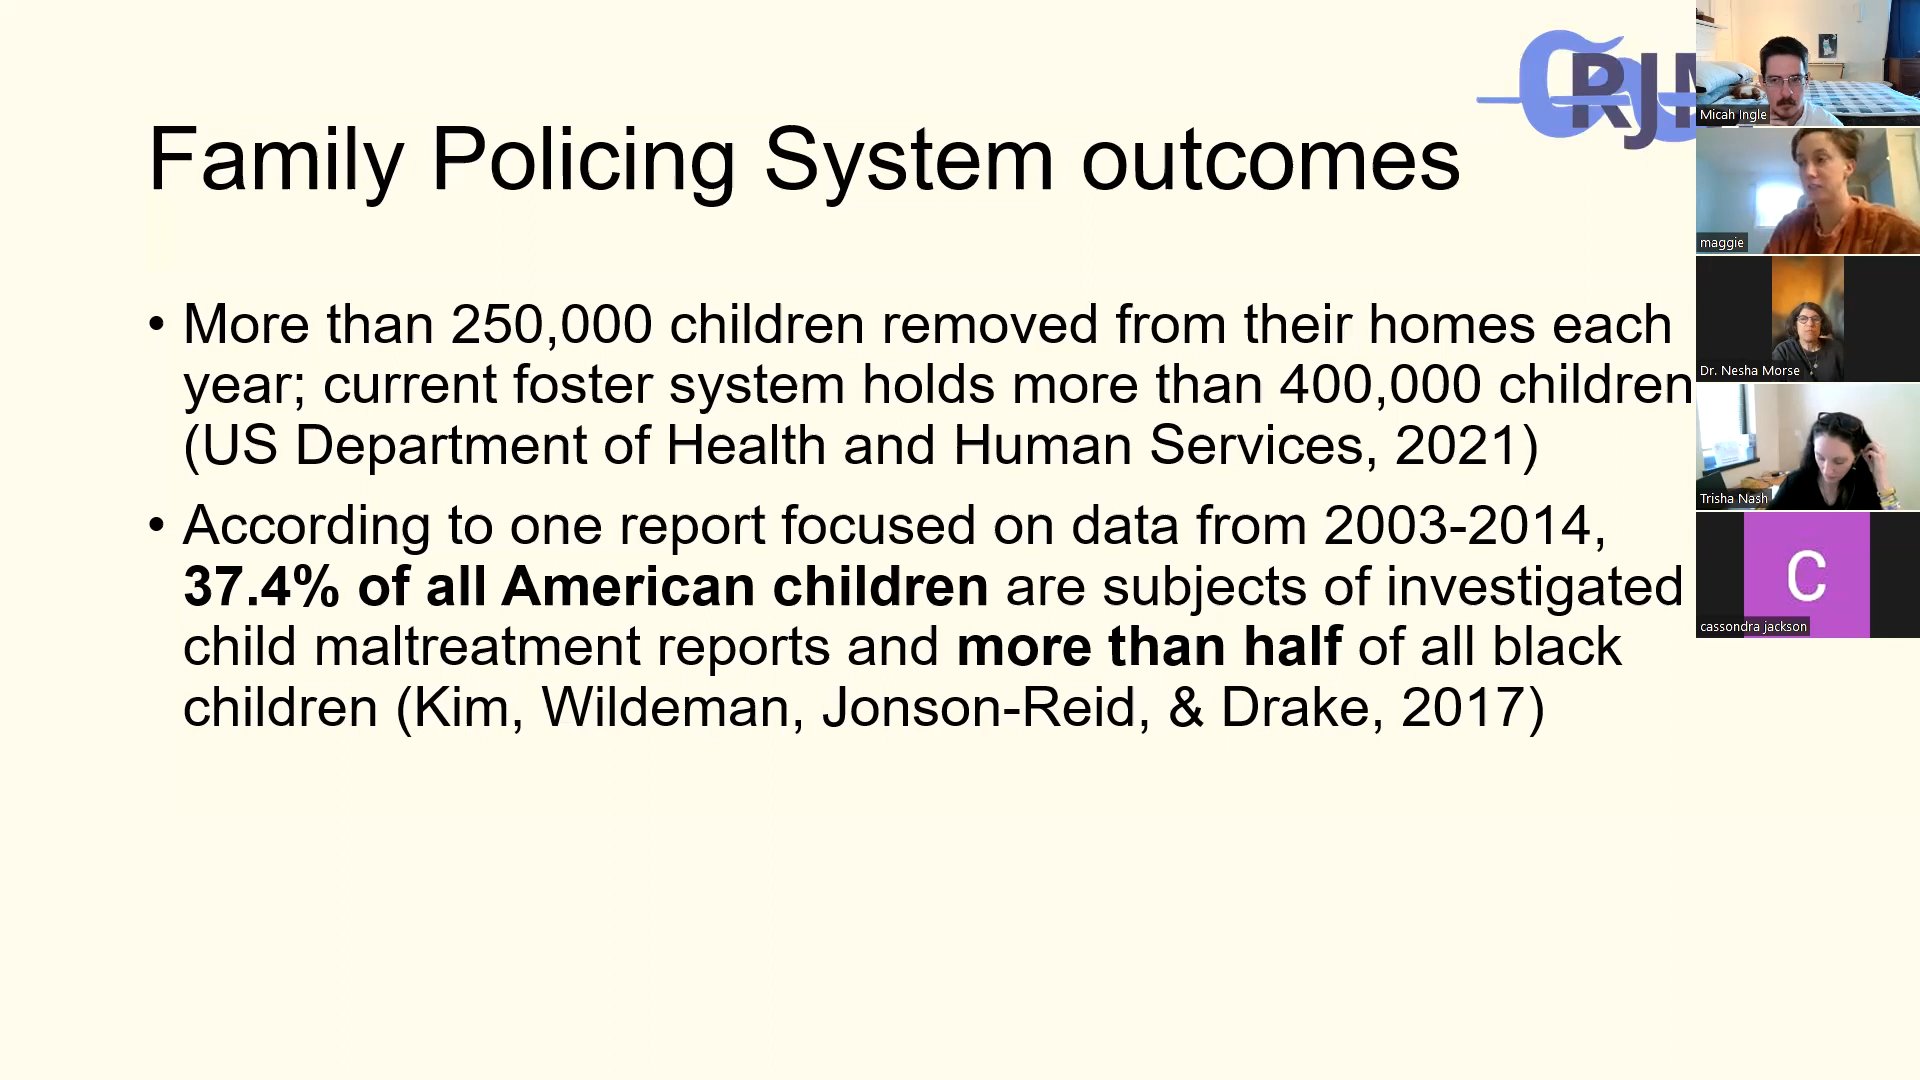 Family Policing System outcomes
• More than 250,000 children removed from their homes each
year; current foster system holds more than 400,000 children
(US Department of Health and Human Services, 2021)
• According to one report focused on data from 2003-2014,
37.4% of all American children are subjects of investigated
child maltreatment reports and more than half of all black
children (Kim, Wildeman, Jonson-Reid, & Drake, 2017)
RJ
Micah Ingle
maggie
Dr. Nesha Morse
Trisha Nash
C
cassondra jackson